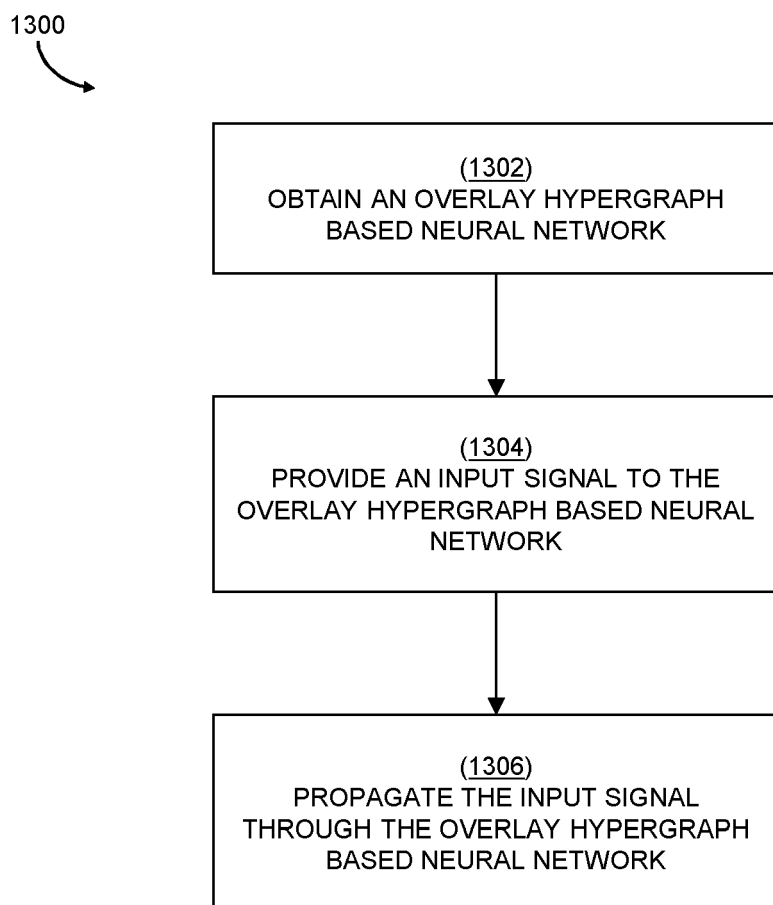 1300
(1302)
OBTAIN AN OVERLAY HYPERGRAPH
BASED NEURAL NETWORK
(1304)
PROVIDE AN INPUT SIGNAL TO THE
OVERLAY HYPERGRAPH BASED NEURAL
NETWORK
(1306)
PROPAGATE THE INPUT SIGNAL
THROUGH THE OVERLAY HYPERGRAPH
BASED NEURAL NETWORK